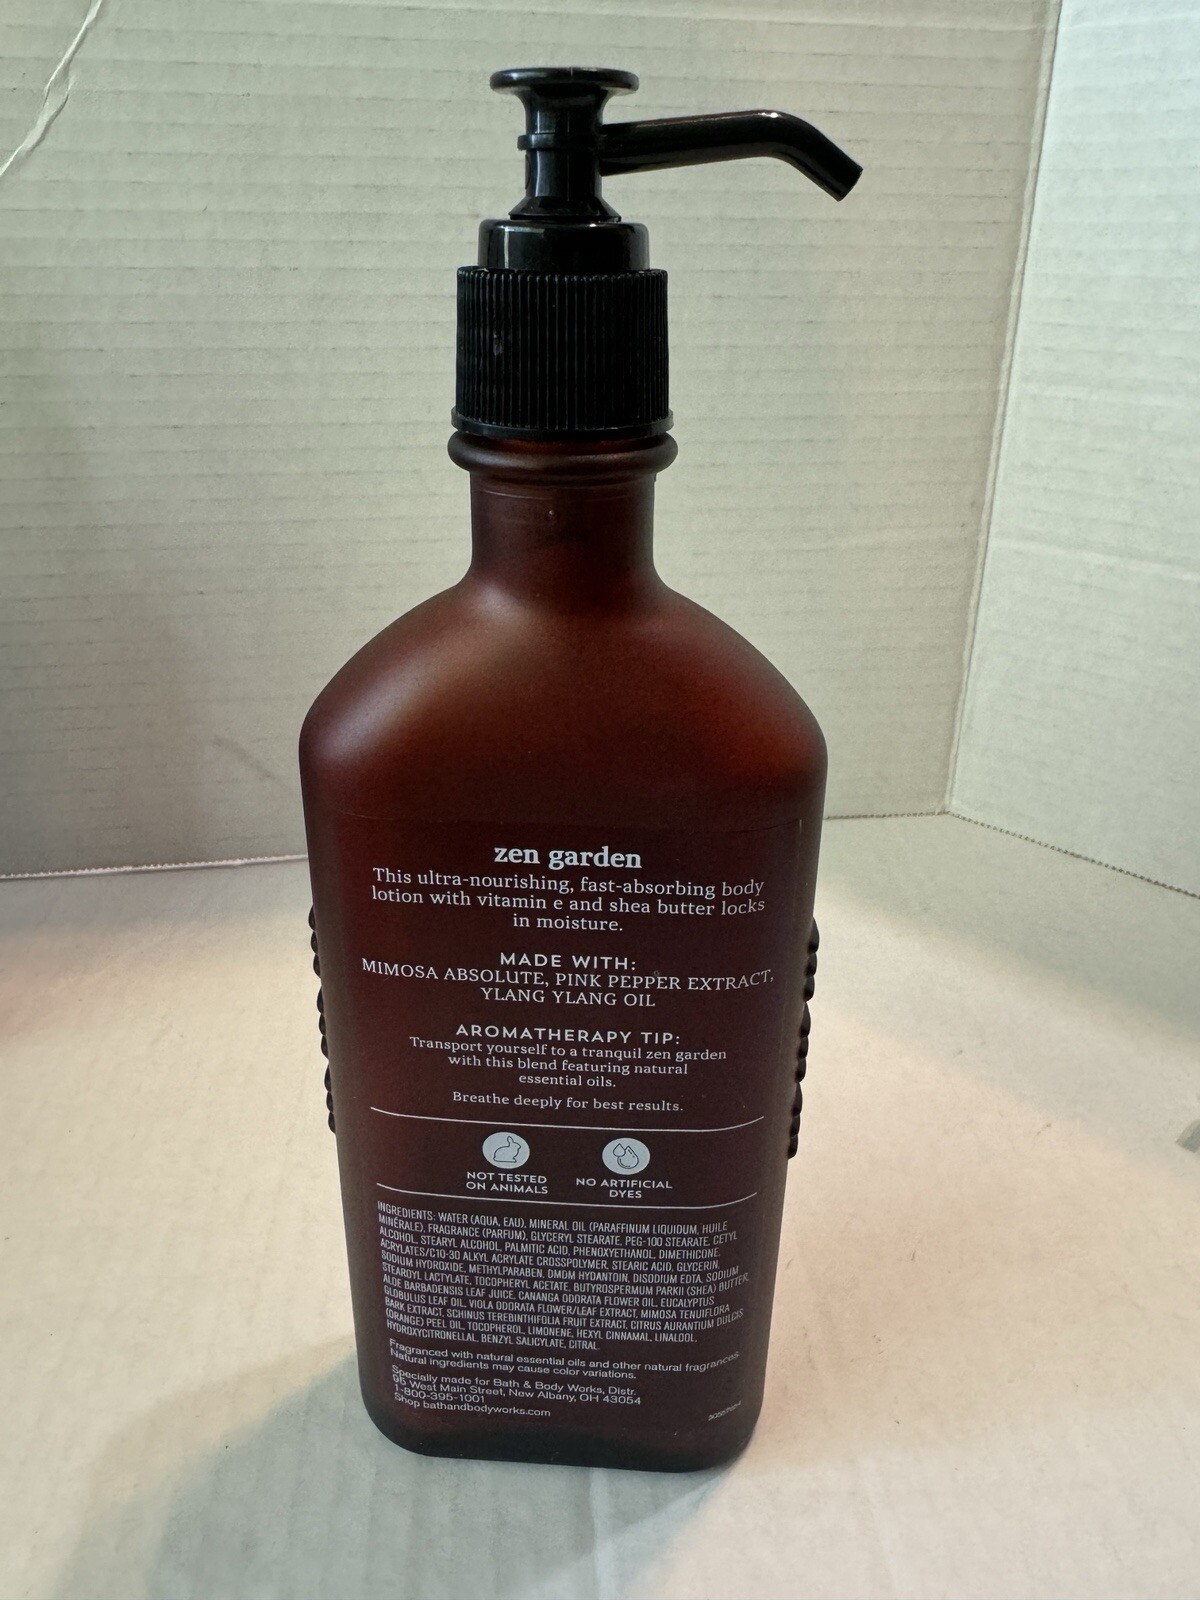 zen garden
This ultra-nourishing, fast-absorbing body
lotion with vitamin e and shea butter locks
in moisture.
MADE WITH:
MIMOSA ABSOLUTE, PINK PEPPER EXTRACT,
YLANG YLANG OIL
AROMATHERAPY TIP:
Transport yourself to a tranquil zen garden
with this blend featuring natural
essential oils.
Breathe deeply for best results.
NOT TESTED
ON ANIMALS
NO ARTIFICIAL
DYES
INGREDIENTS: WATER (AQUA, EAU), MINERAL OIL (PARAFFINUM LIQUIDUM, HUILE
MINÉRALE), FRAGRANCE (PARFUM), GLYCERYL STEARATE, PEG-100 STEARATE, CETYL
ALCOHOL, STEARYL ALCOHOL, PALMITIC ACID, PHENOXYETHANOL, DIMETHICONE,
ACRYLATES/C10-30 ALKYL ACRYLATE CROSSPOLYMER, STEARIC ACID, GLYCERIN,
SODIUM HYDROXIDE, METHYLPARABEN, DMDM HYDANTOIN, DISODIUM EDTA, SODIUM
STEAROYL LACTYLATE, TOCOPHERYL ACETATE, BUTYROSPERMUM PARKII (SHEA) BUTTER,
ALOE BARBADENSIS LEAF JUICE, CANANGA ODORATA FLOWER OIL, EUCALYPTUS
GLOBULUS LEAF OIL, VIOLA ODORATA FLOWER/LEAF EXTRACT, MIMOSA TENUIFLORA
BARK EXTRACT, SCHINUS TEREBINTHIFOLIA FRUIT EXTRACT, CITRUS AURANTIUM DULCIS
(ORANGE) PEEL OIL, TOCOPHEROL, LIMONENE, HEXYL CINNAMAL, LINALOOL,
HYDROXYCITRONELLAL, BENZYL SALICYLATE, CITRAL.
Fragranced with natural essential oils and other natural fragrances.
Natural ingredients may cause color variations.
Specially made for Bath & Body Works, Distr.
95 West Main Street, New Albany, OH 43054
1-800-395-1001
Shop bathandbodyworks.com